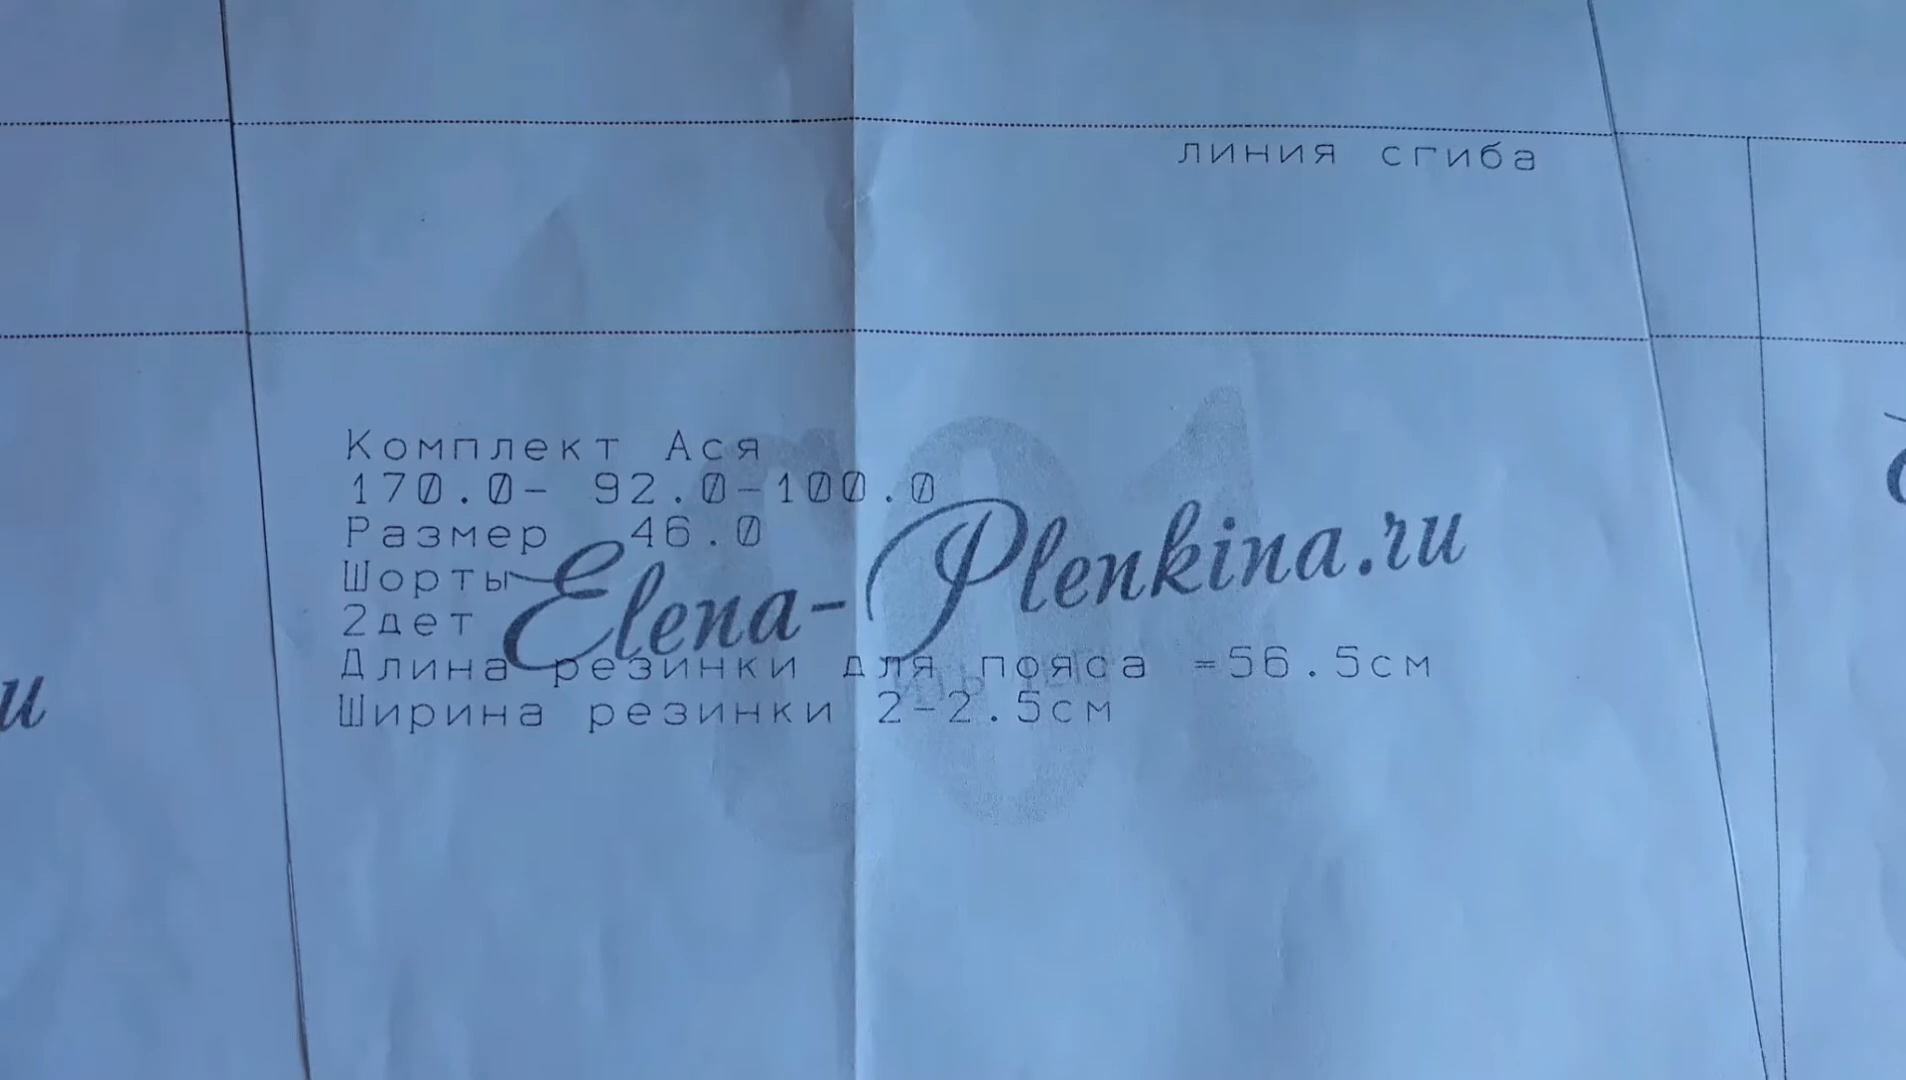 линия сгиба
Комплект Ася
170.0- 92.0-100.0
Размер 46.0
Шорты
2дет
Elena-Plenkina.ru
Длина резинки для пояса =56.5см
Ширина резинки 2-2.5см
u